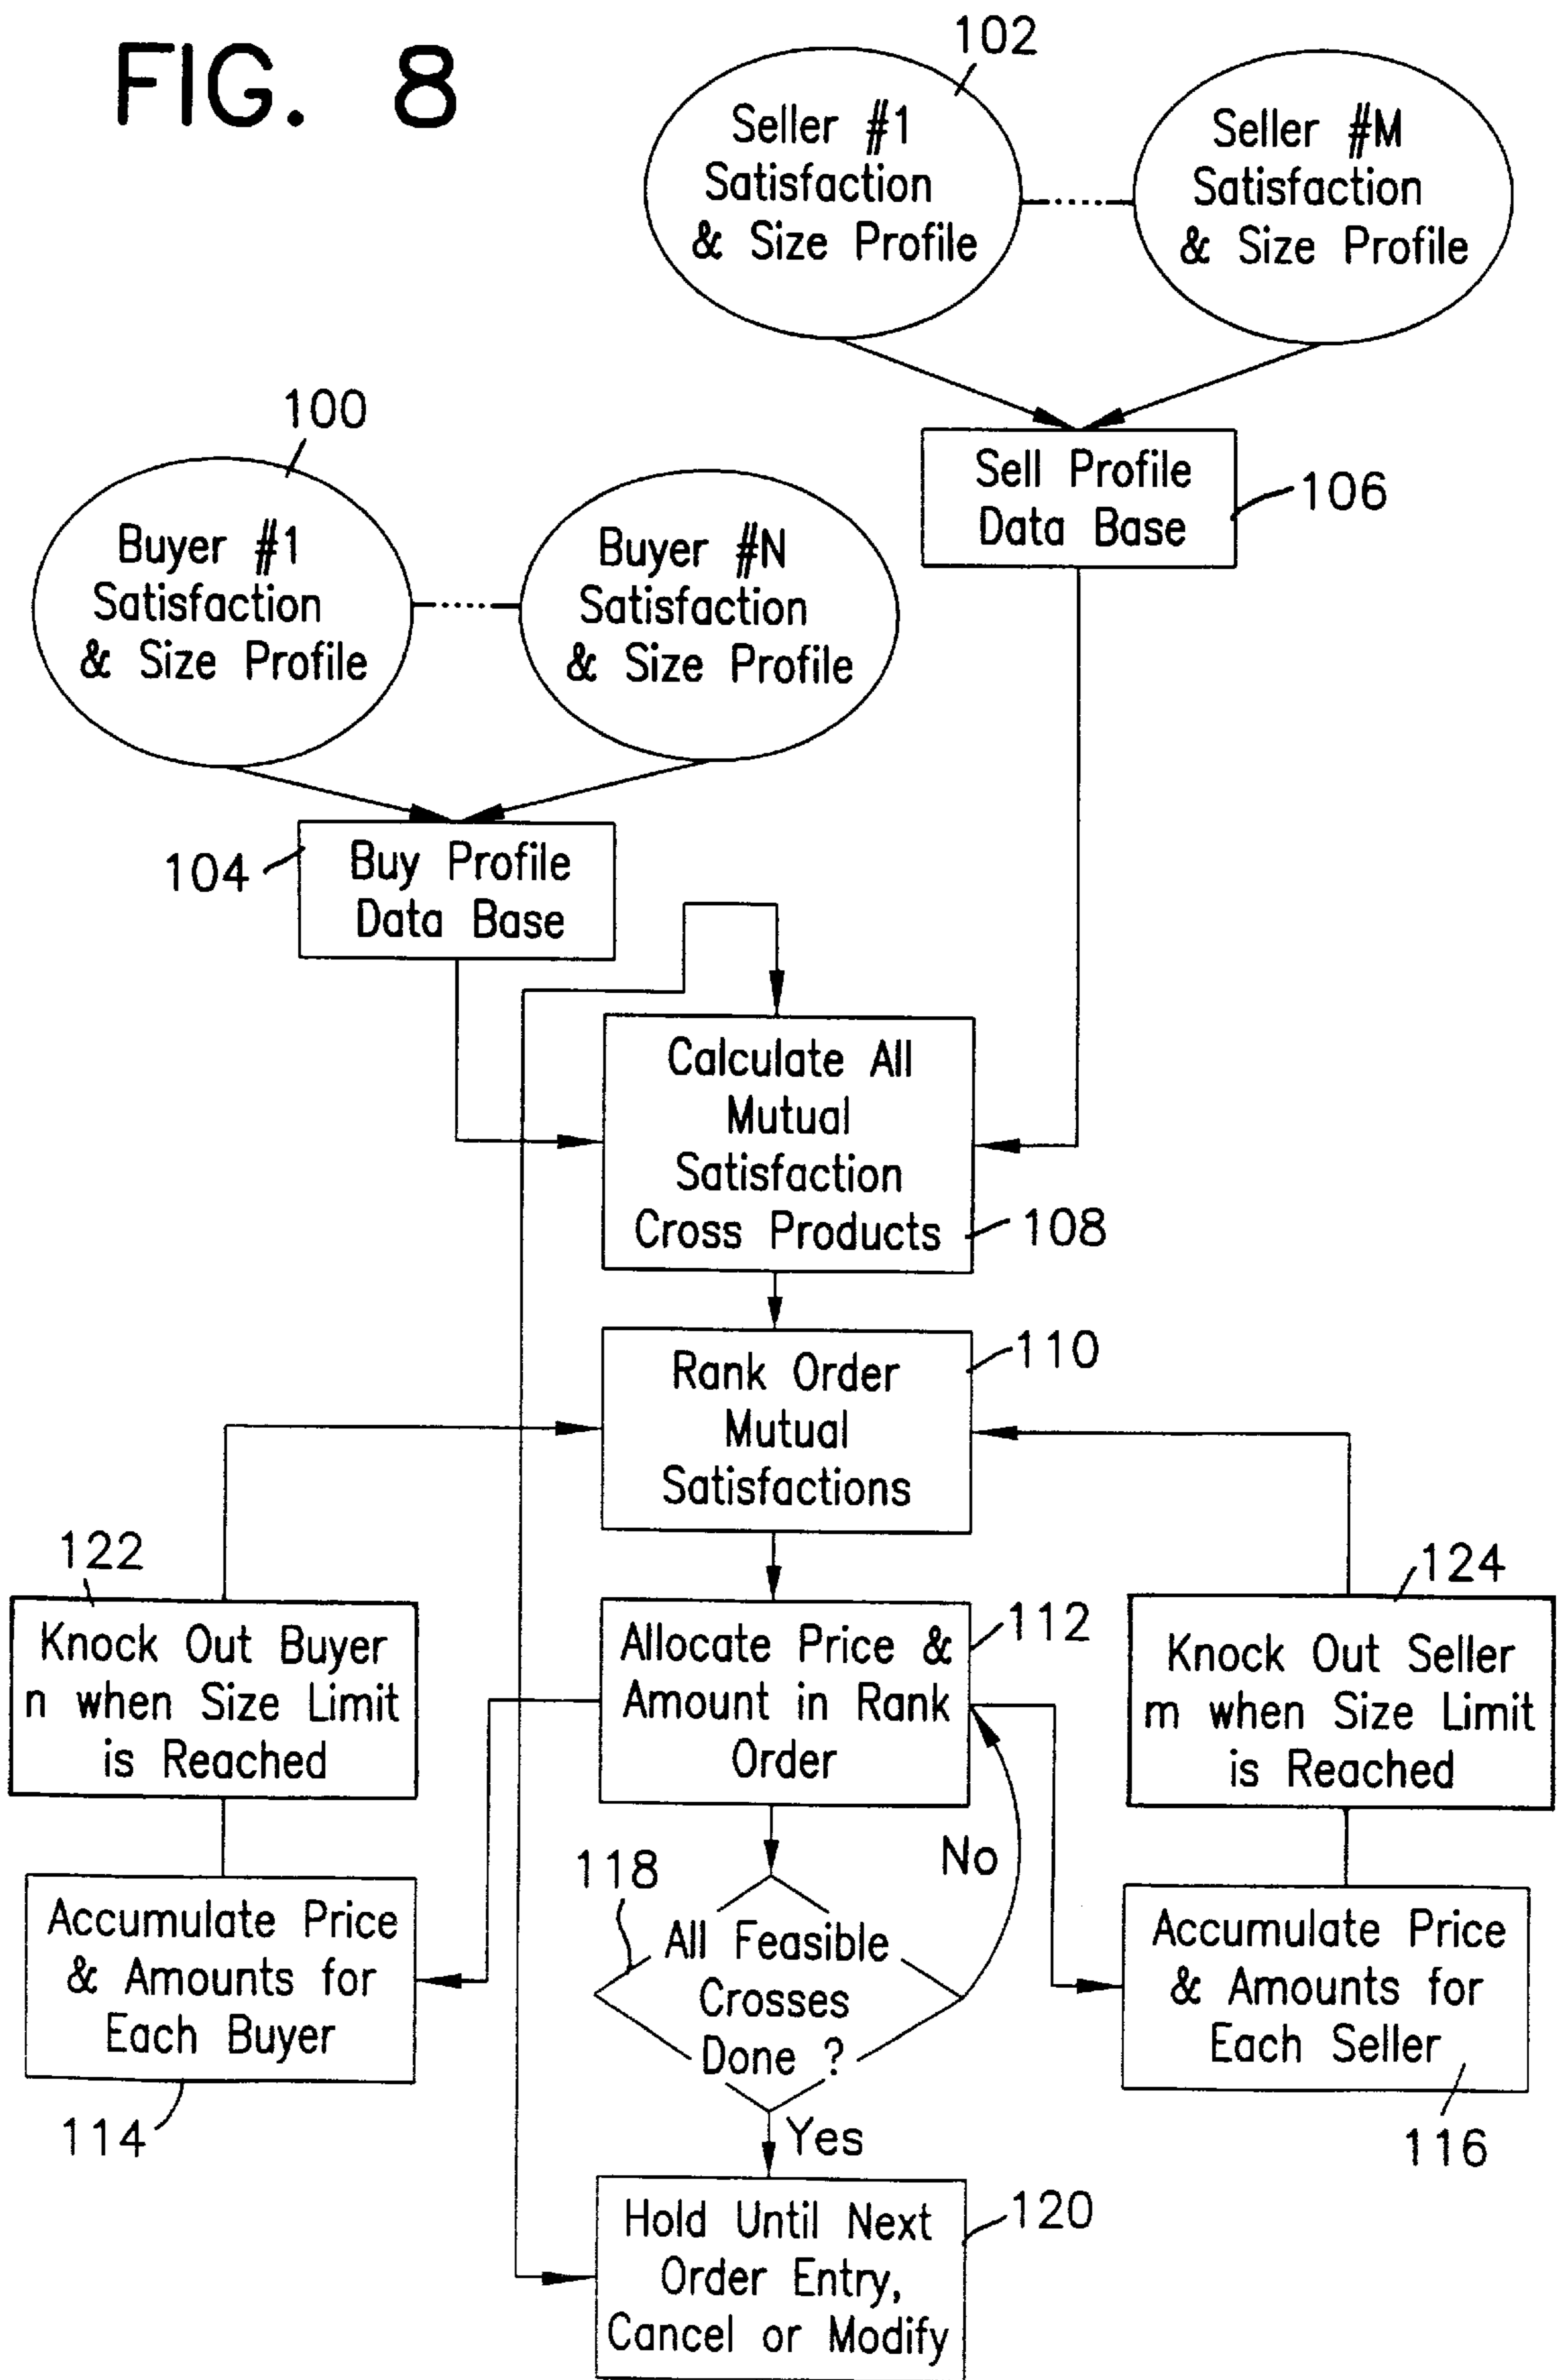 FIG. 8
102
Seller #1
Satisfaction
& Size Profile
Seller #M
Satisfaction
& Size Profile
100
Sell Profile
Data Base
106
Buyer #1
Satisfaction
& Size Profile
Buyer #N
Satisfaction
& Size Profile
104
Buy Profile
Data Base
Calculate All
Mutual
Satisfaction
Cross Products
108
Rank Order
Mutual
Satisfactions
110
122
Knock Out Buyer
n when Size Limit
is Reached
Allocate Price &
Amount in Rank
Order
112
124
Knock Out Seller
m when Size Limit
is Reached
No
118
Accumulate Price
& Amounts for
Each Buyer
114
All Feasible
Crosses
Done ?
Accumulate Price
& Amounts for
Each Seller
116
Yes
Hold Until Next
Order Entry,
Cancel or Modify
120